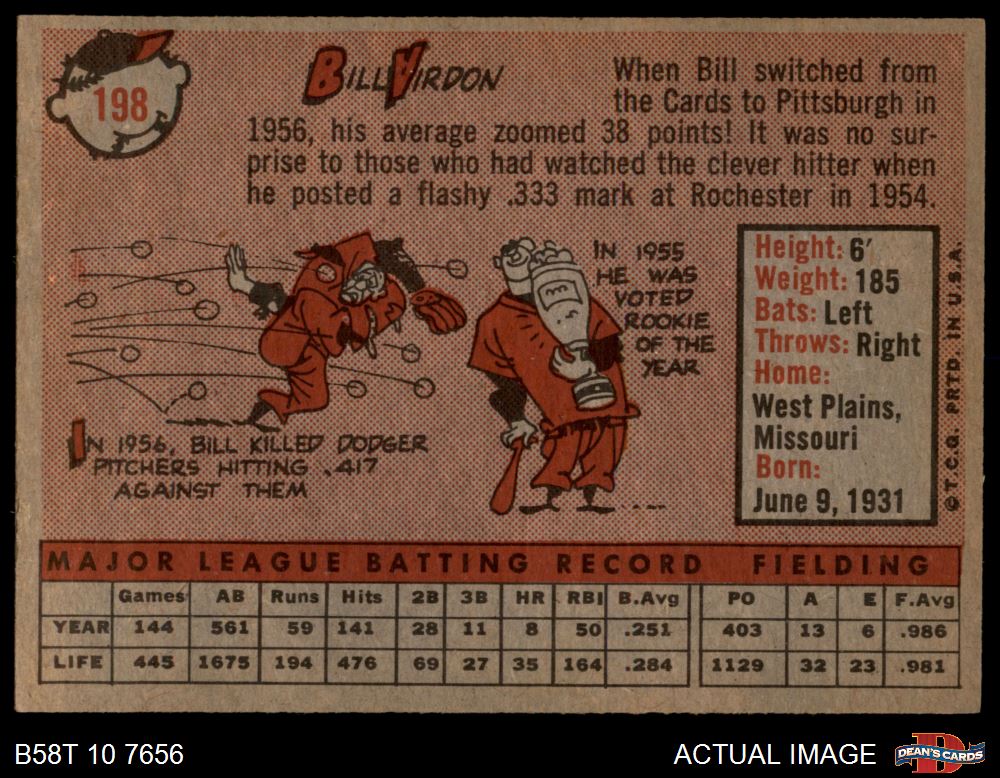 198
BILL VIRDON
When Bill switched from
the Cards to Pittsburgh in
1956, his average zoomed 38 points! It was no sur-
prise to those who had watched the clever hitter when
he posted a flashy .333 mark at Rochester in 1954.
IN 1956, BILL KILLED DODGER
PITCHERS HITTING .417
AGAINST THEM
IN 1955
HE WAS
VOTED
ROOKIE
OF THE
YEAR
Height: 6'
Weight: 185
Bats: Left
Throws: Right
Home:
West Plains,
Missouri
Born:
June 9, 1931
© T.C.G. PRTD. IN U.S.A.
MAJOR LEAGUE BATTING RECORD FIELDING
Games AB Runs Hits 2B 3B HR RBI B.Avg PO A E F.Avg
YEAR 144 561 59 141 28 11 8 50 .251 403 13 6 .986
LIFE 445 1675 194 476 69 27 35 164 .284 1129 32 23 .981
B58T 10 7656
ACTUAL IMAGE
D
DEAN'S CARDS